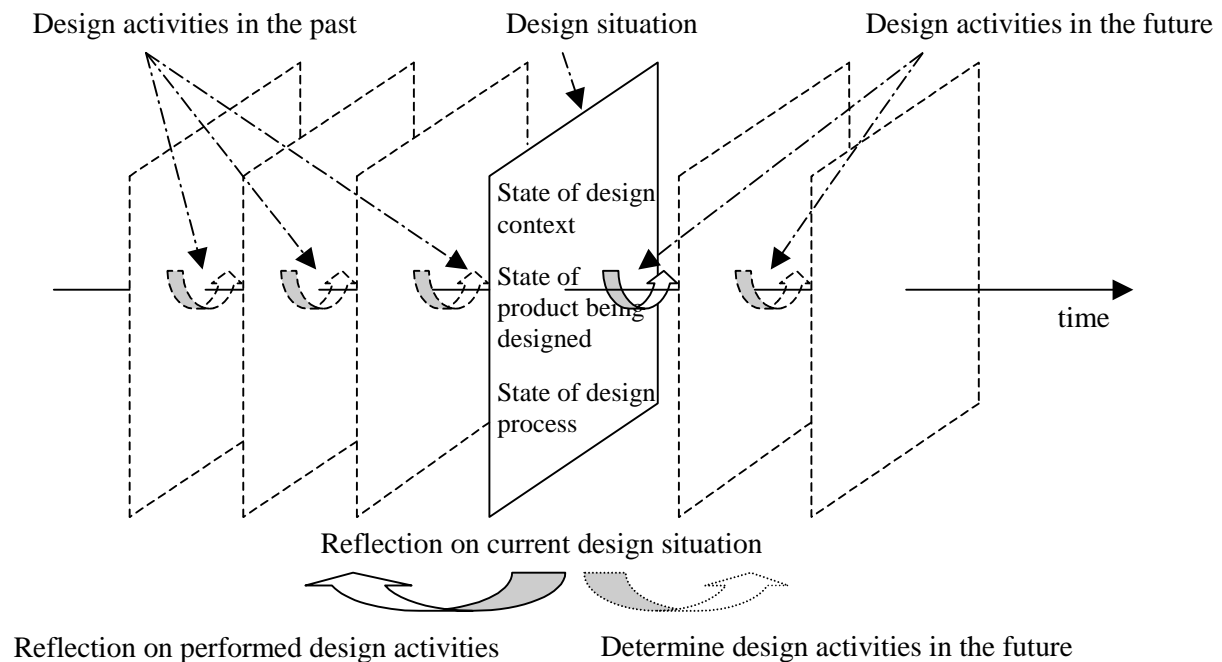 Design activities in the past
Design situation
Design activities in the future
State of design
context
State of
product being
designed
State of design
process
time
Reflection on current design situation
Reflection on performed design activities
Determine design activities in the future